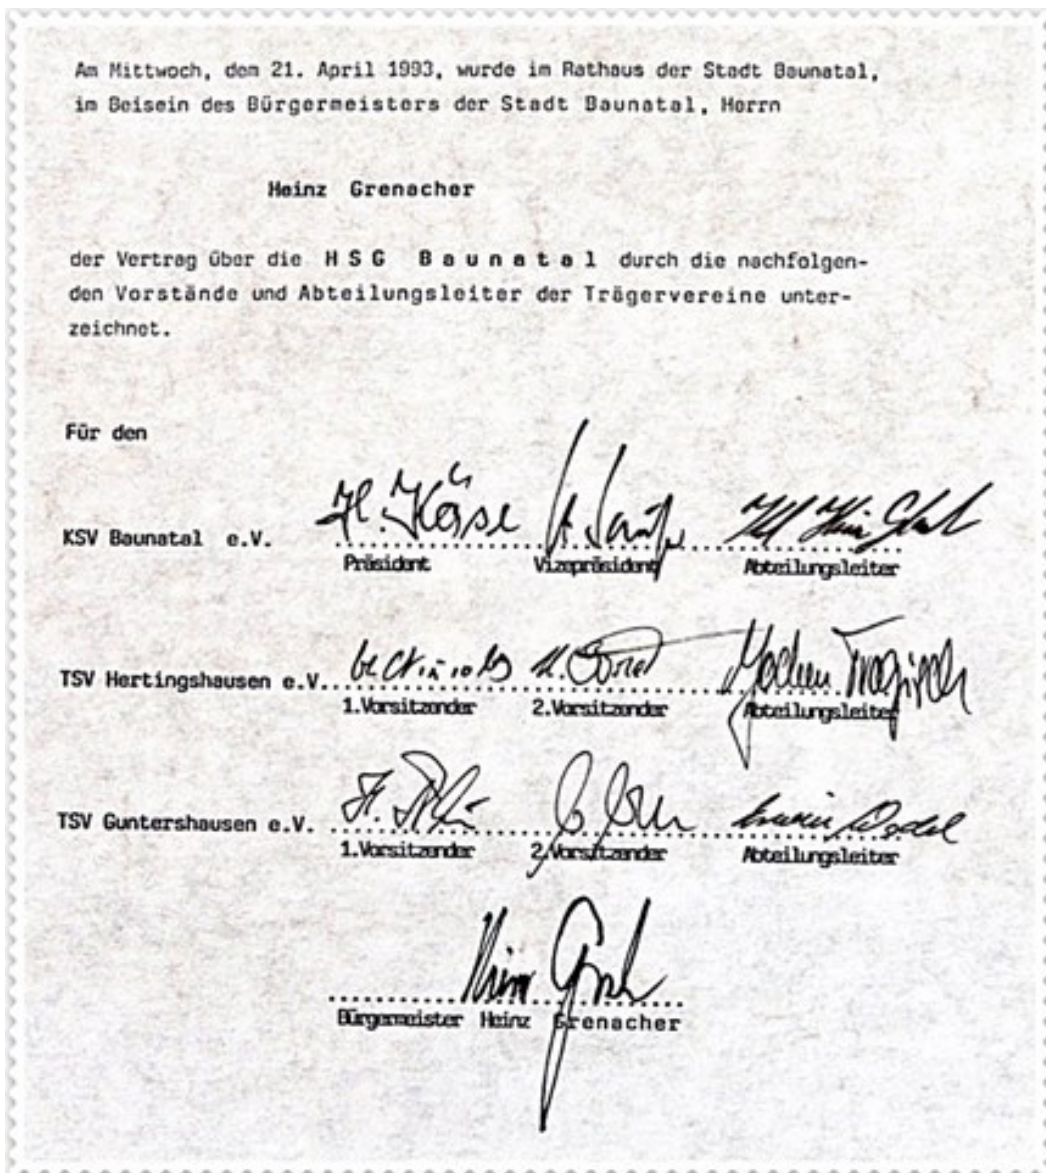 Am Mittwoch, dem 21. April 1993, wurde im Rathaus der Stadt Baunatal,
im Beisein des Bürgermeisters der Stadt Baunatal, Herrn
Heinz Grenacher
der Vertrag über die HSG Baunatal durch die nachfolgen-
den Vorstände und Abteilungsleiter der Trägervereine unter-
zeichnet.
Für den
H. Käse
KSV Baunatal e.V.
Präsident Vizepräsident Abteilungsleiter
Jochen
TSV Hertingshausen e.V.
1.Vorsitzender 2.Vorsitzender Abteilungsleiter
TSV Guntershausen e.V.
1.Vorsitzender 2.Vorsitzender Abteilungsleiter
Bürgermeister Heinz Grenacher